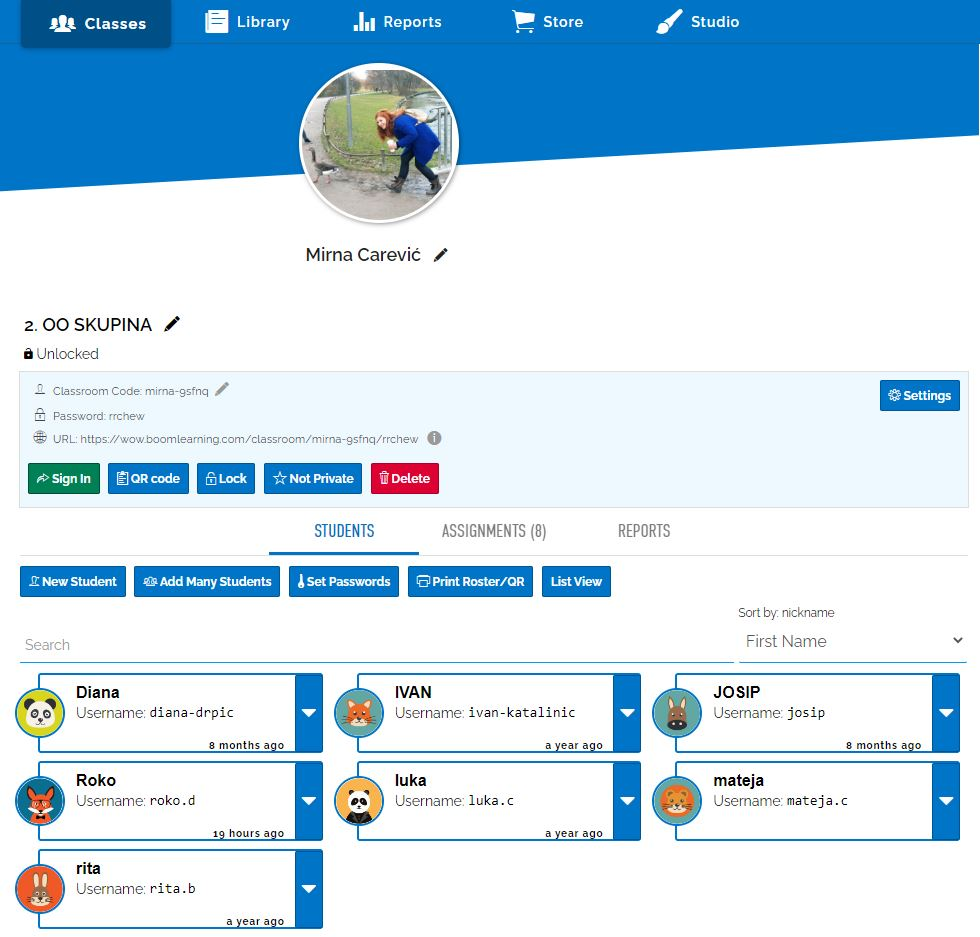 Classes Library Reports Store Studio
Mirna Carević
2. OO SKUPINA
Unlocked
Classroom Code: mirna-9sfnq
Settings
Password: rrchew
URL: https://wow.boomlearning.com/classroom/mirna-9sfnq/rrchew
Sign In QR code Lock Not Private Delete
STUDENTS ASSIGNMENTS (8) REPORTS
New Student Add Many Students Set Passwords Print Roster/QR List View
Sort by: nickname
Search First Name
Diana
Username: diana-drpic
8 months ago
IVAN
Username: ivan-katalinic
a year ago
JOSIP
Username: josip
8 months ago
Roko
Username: roko.d
19 hours ago
luka
Username: luka.c
a year ago
mateja
Username: mateja.c
rita
Username: rita.b
a year ago